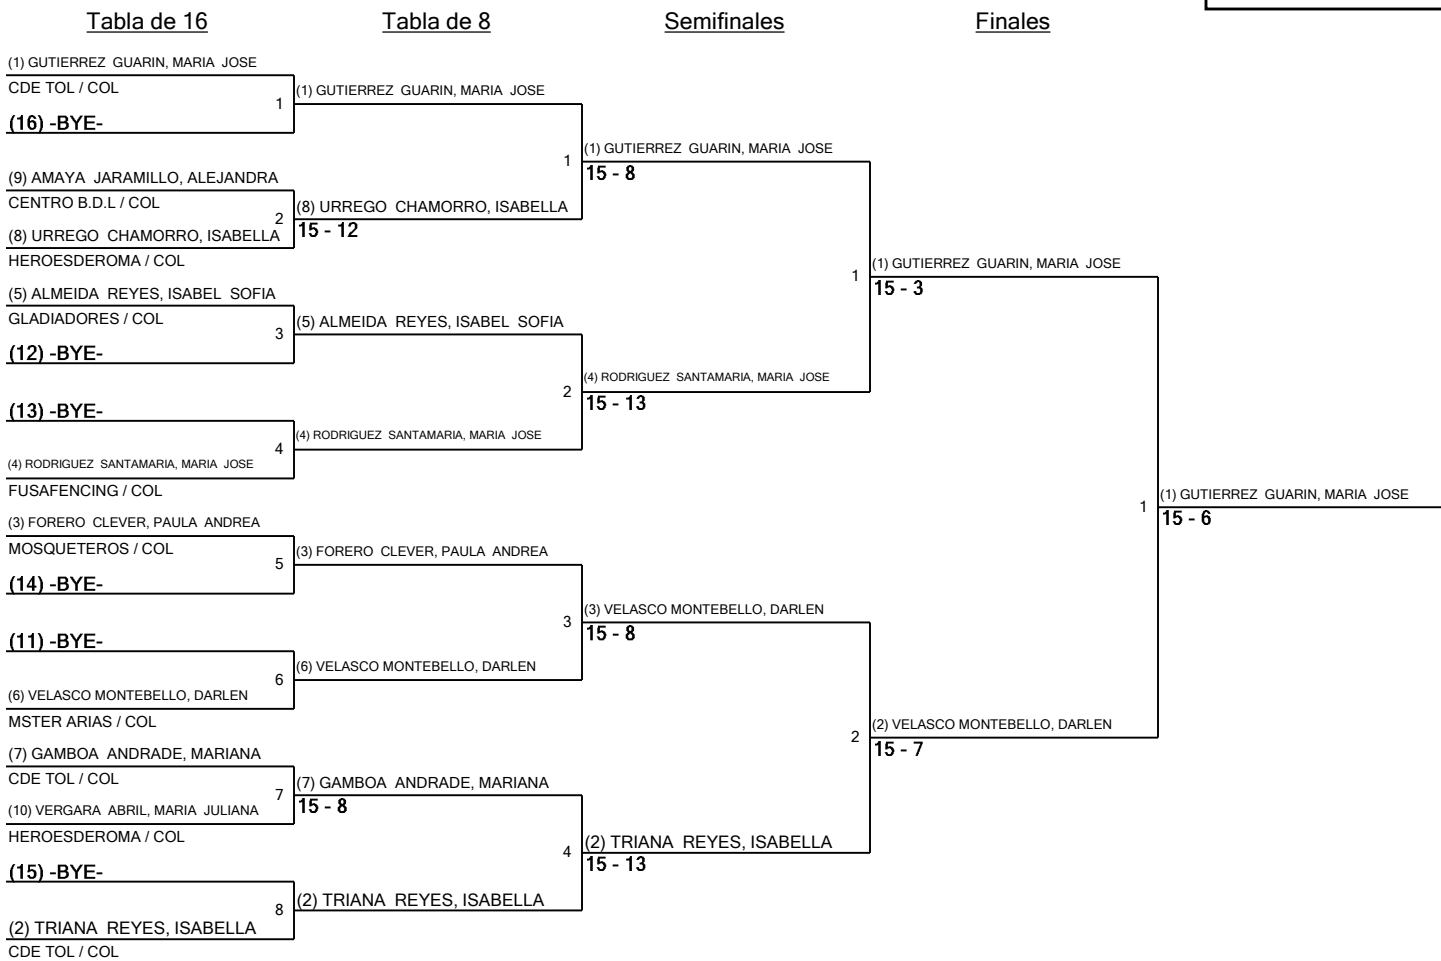 Tabla de 16
Tabla de 8
Semifinales
Finales
(1) GUTIERREZ GUARIN, MARIA JOSE
CDE TOL / COL
1
(16) -BYE-
(9) AMAYA JARAMILLO, ALEJANDRA
CENTRO B.D.L / COL
2
(8) URREGO CHAMORRO, ISABELLA
HEROESDEROMA / COL
(5) ALMEIDA REYES, ISABEL SOFIA
GLADIADORES / COL
3
(12) -BYE-
(13) -BYE-
4
(4) RODRIGUEZ SANTAMARIA, MARIA JOSE
FUSAFENCING / COL
(3) FORERO CLEVER, PAULA ANDREA
MOSQUETEROS / COL
5
(14) -BYE-
(11) -BYE-
6
(6) VELASCO MONTEBELLO, DARLEN
MSTER ARIAS / COL
(7) GAMBOA ANDRADE, MARIANA
CDE TOL / COL
7
(10) VERGARA ABRIL, MARIA JULIANA
HEROESDEROMA / COL
(15) -BYE-
8
(2) TRIANA REYES, ISABELLA
CDE TOL / COL
(1) GUTIERREZ GUARIN, MARIA JOSE
1
(8) URREGO CHAMORRO, ISABELLA
15 - 12
(5) ALMEIDA REYES, ISABEL SOFIA
2
(4) RODRIGUEZ SANTAMARIA, MARIA JOSE
(3) FORERO CLEVER, PAULA ANDREA
3
(6) VELASCO MONTEBELLO, DARLEN
(7) GAMBOA ANDRADE, MARIANA
15 - 8
4
(2) TRIANA REYES, ISABELLA
(1) GUTIERREZ GUARIN, MARIA JOSE
15 - 8
1
(4) RODRIGUEZ SANTAMARIA, MARIA JOSE
15 - 13
(3) VELASCO MONTEBELLO, DARLEN
15 - 8
2
(2) TRIANA REYES, ISABELLA
15 - 13
(1) GUTIERREZ GUARIN, MARIA JOSE
15 - 3
1
(2) VELASCO MONTEBELLO, DARLEN
15 - 7
(1) GUTIERREZ GUARIN, MARIA JOSE
15 - 6